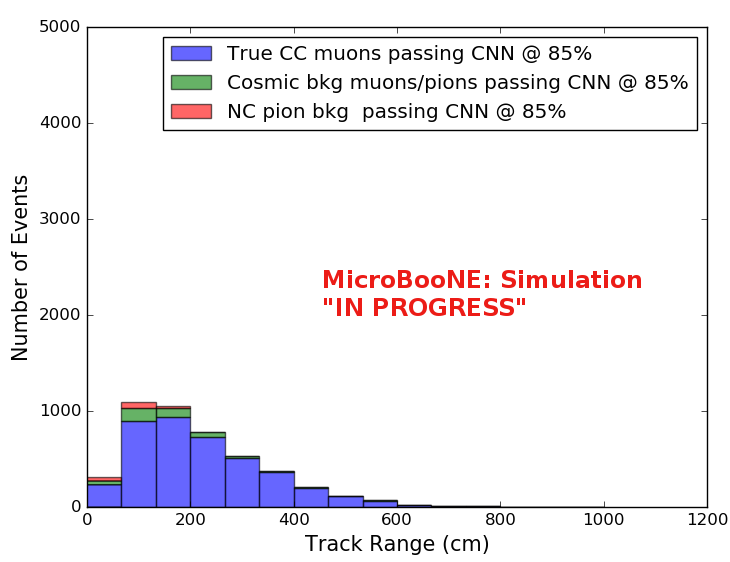 5000
True CC muons passing CNN @ 85%
Cosmic bkg muons/pions passing CNN @ 85%
NC pion bkg  passing CNN @ 85%
4000
3000
Number of Events
MicroBooNE: Simulation
"IN PROGRESS"
2000
1000
0
0 200 400 600 800 1000 1200
Track Range (cm)